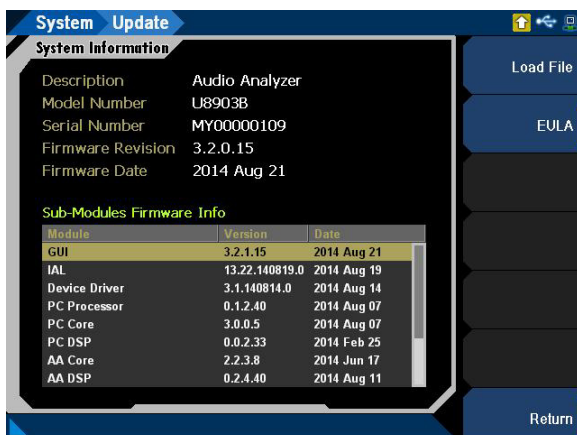 System Update
System Information
Load File
Description Audio Analyzer
Model Number U8903B
EULA
Serial Number MY00000109
Firmware Revision 3.2.0.15
Firmware Date 2014 Aug 21
Sub-Modules Firmware Info
Module Version Date
GUI 3.2.1.15 2014 Aug 21
IAL 13.22.140819.0 2014 Aug 19
Device Driver 3.1.140814.0 2014 Aug 14
PC Processor 0.1.2.40 2014 Aug 07
PC Core 3.0.0.5 2014 Aug 07
PC DSP 0.0.2.33 2014 Feb 25
AA Core 2.2.3.8 2014 Jun 17
AA DSP 0.2.4.40 2014 Aug 11
Return